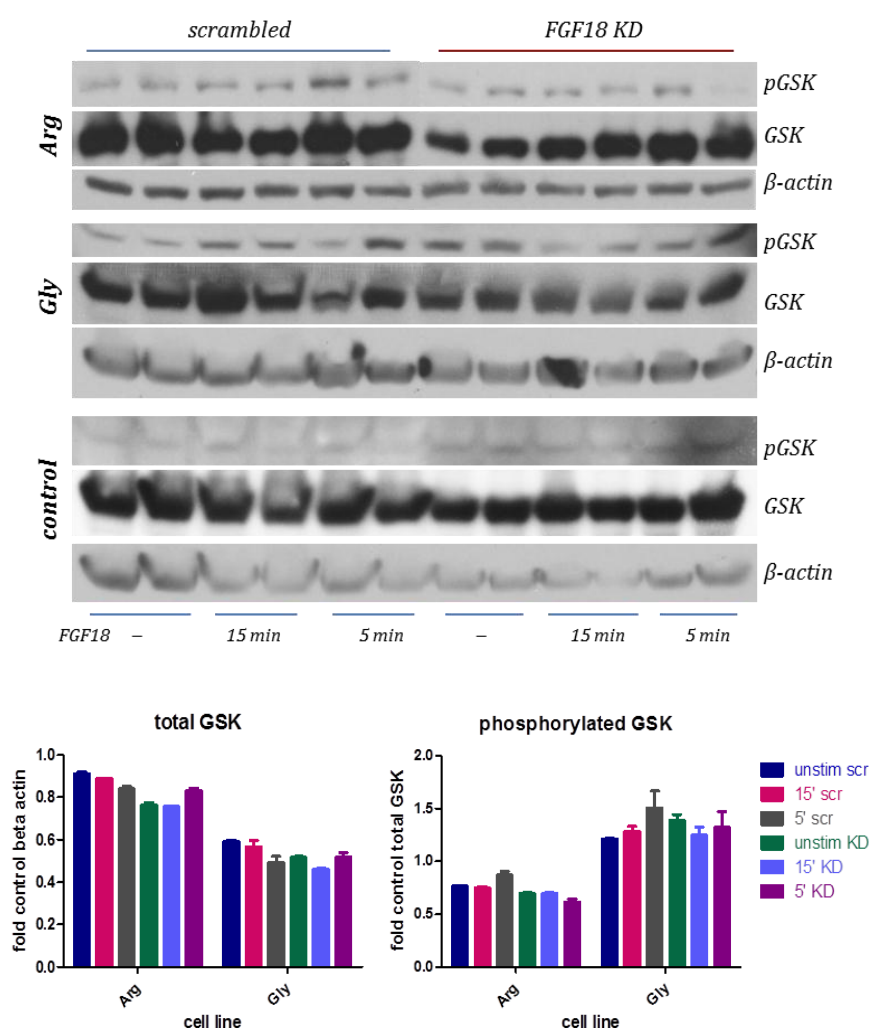 scrambled FGF18 KD
pGSK
Arg GSK
β-actin
pGSK
Gly GSK
β-actin
pGSK
control GSK
β-actin
FGF18 – 15 min 5 min – 15 min 5 min
total GSK
fold control beta actin
1.0
0.8
0.6
0.4
0.2
0.0
Arg Gly
cell line
phosphorylated GSK
fold control total GSK
2.0
1.5
1.0
0.5
0.0
Arg Gly
cell line
unstim scr
15' scr
5' scr
unstim KD
15' KD
5' KD